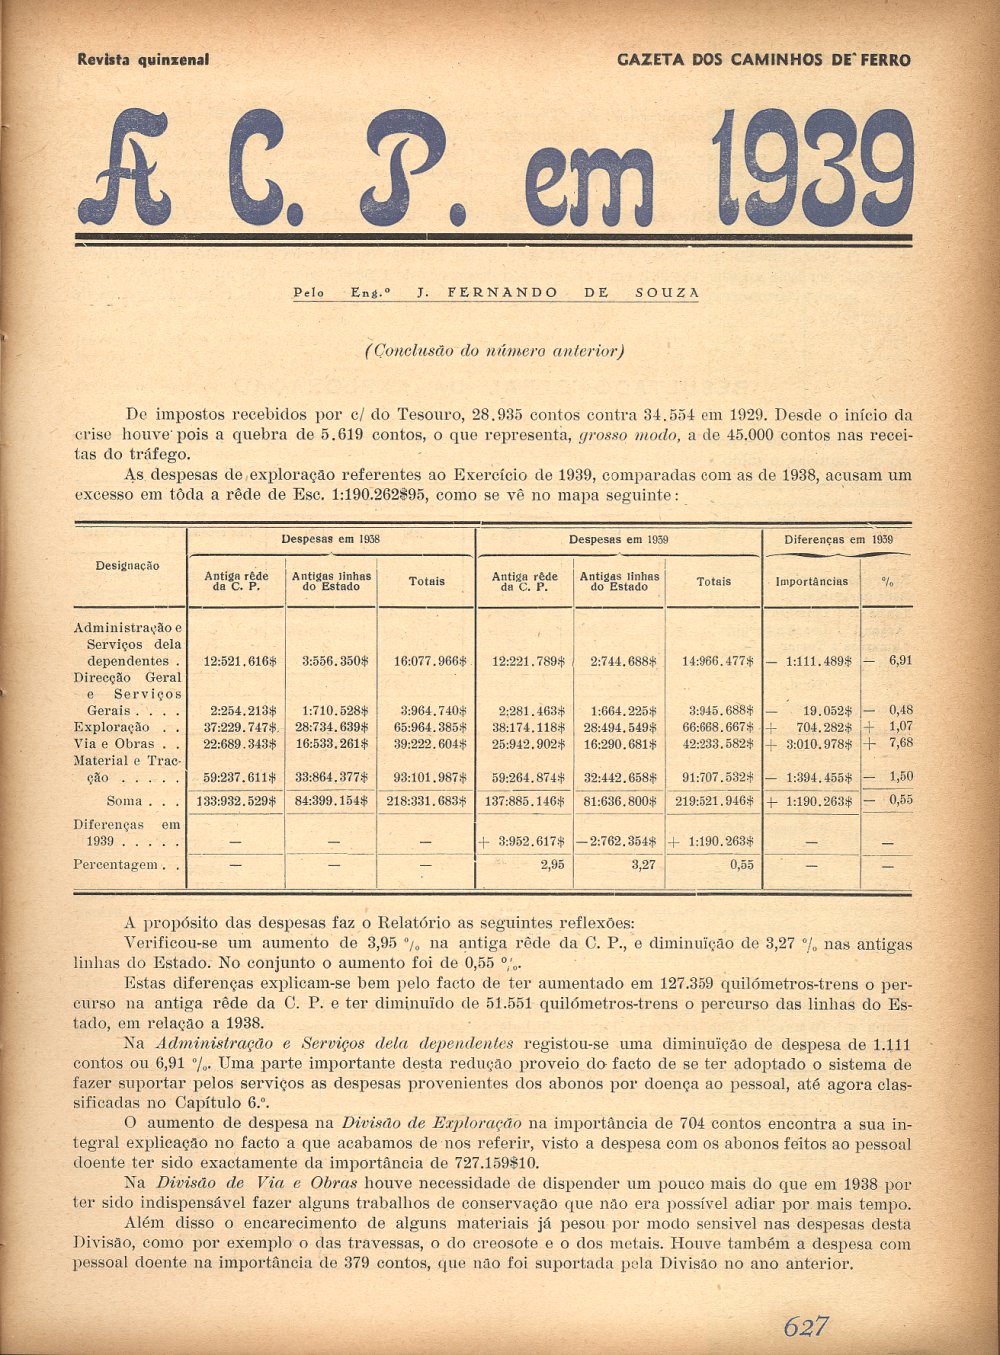 Revista quinzenal GAZETA DOS CAMINHOS DE FERRO
A C. P. em 1939
Pelo Eng.º J. FERNANDO DE SOUZA
(Conclusão do número anterior)
De impostos recebidos por c/ do Tesouro, 28.935 contos contra 34.554 em 1929. Desde o início da
crise houve pois a quebra de 5.619 contos, o que representa, grosso modo, a de 45.000 contos nas recei-
tas do tráfego.
As despesas de exploração referentes ao Exercício de 1939, comparadas com as de 1938, acusam um
excesso em tôda a rêde de Esc. 1:190.262$95, como se vê no mapa seguinte:
Designação Despesas em 1938 Despesas em 1939 Diferenças em 1939
Antiga rêde da C. P. Antigas linhas do Estado Totais Antiga rêde da C. P. Antigas linhas do Estado Totais Importâncias %
Administração e
Serviços dela
dependentes . 12:521.616$ 3:556.350$ 16:077.966$ 12:221.789$ 2:744.688$ 14:966.477$ — 1:111.489$ — 6,91
Direcção Geral
e Serviços
Gerais . . . . 2:254.213$ 1:710.528$ 3:964.740$ 2;281.463$ 1:664.225$ 3:945.688$ — 19.052$ — 0,48
Exploração . . 37:229.747$ 28:734.639$ 65:964.385$ 38:174.118$ 28:494.549$ 66:668.667$ + 704.282$ + 1,07
Via e Obras . . 22:689.343$ 16:533.261$ 39:222.604$ 25:942.902$ 16:290.681$ 42:233.582$ + 3:010.978$ + 7,68
Material e Trac-
ção . . . . . 59:237.611$ 33:864.377$ 93:101.987$ 59:264.874$ 32:442.658$ 91:707.532$ — 1:394.455$ — 1,50
Soma . . . 133:932.529$ 84:399.154$ 218:331.683$ 137:885.146$ 81:636.800$ 219:521.946$ + 1:190.263$ — 0,55
Diferenças em
1939 . . . . . — — — + 3:952.617$ —2:762.354$ + 1:190.263$ — —
Percentagem . . — — — 2,95 3,27 0,55 — —
A propósito das despesas faz o Relatório as seguintes reflexões:
Verificou-se um aumento de 3,95 % na antiga rêde da C. P., e diminuïção de 3,27 % nas antigas
linhas do Estado. No conjunto o aumento foi de 0,55 %.
Estas diferenças explicam-se bem pelo facto de ter aumentado em 127.359 quilómetros-trens o per-
curso na antiga rêde da C. P. e ter diminuïdo de 51.551 quilómetros-trens o percurso das linhas do Es-
tado, em relação a 1938.
Na Administração e Serviços dela dependentes registou-se uma diminuïção de despesa de 1.111
contos ou 6,91 %. Uma parte importante desta redução proveio do facto de se ter adoptado o sistema de
fazer suportar pelos serviços as despesas provenientes dos abonos por doença ao pessoal, até agora clas-
sificadas no Capítulo 6.º.
O aumento de despesa na Divisão de Exploração na importância de 704 contos encontra a sua in-
tegral explicação no facto a que acabamos de nos referir, visto a despesa com os abonos feitos ao pessoal
doente ter sido exactamente da importância de 727.159$10.
Na Divisão de Via e Obras houve necessidade de dispender um pouco mais do que em 1938 por
ter sido indispensável fazer alguns trabalhos de conservação que não era possível adiar por mais tempo.
Além disso o encarecimento de alguns materiais já pesou por modo sensivel nas despesas desta
Divisão, como por exemplo o das travessas, o do creosote e o dos metais. Houve também a despesa com
pessoal doente na importância de 379 contos, que não foi suportada pela Divisão no ano anterior.
627